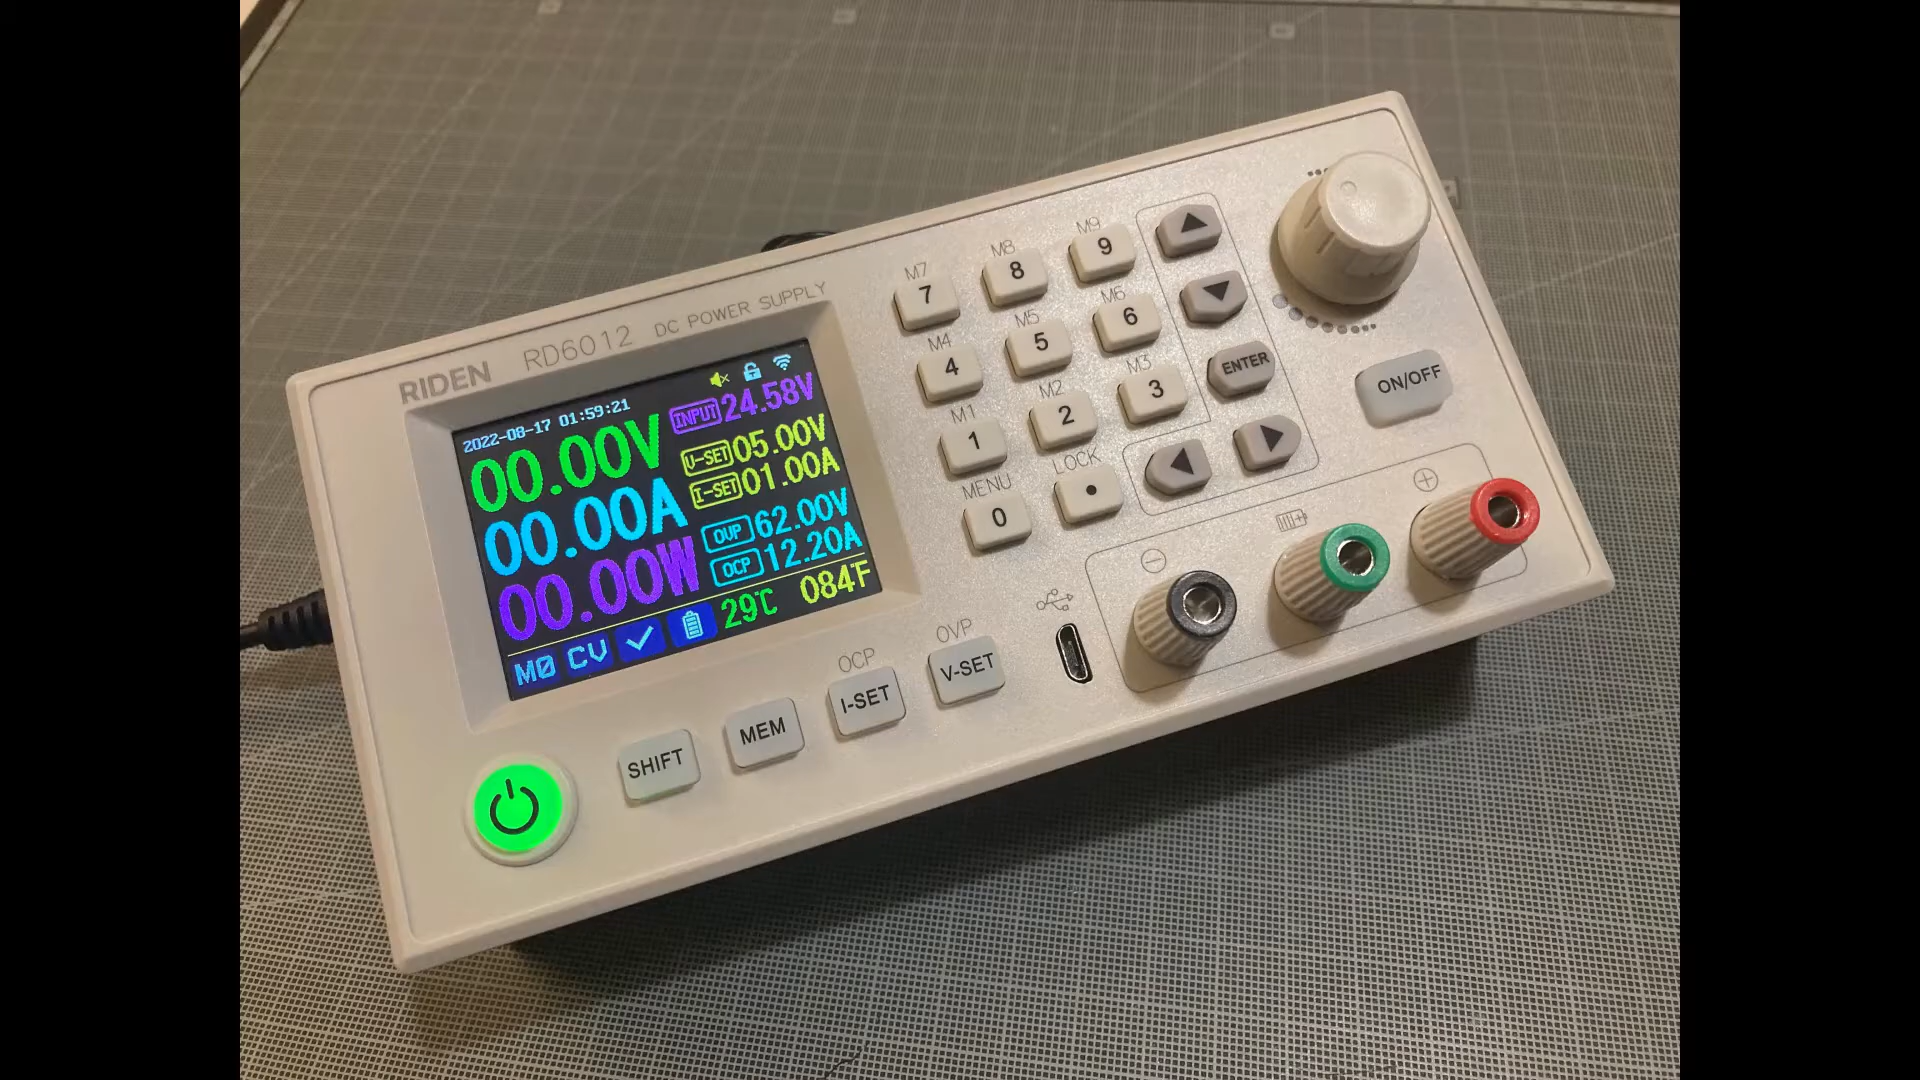 RIDEN RD6012 DC POWER SUPPLY
2022-08-17 01:59:21
INPUT 24.58V
00.00V
V-SET 05.00V
I-SET 01.00A
00.00A
OVP 62.00V
OCP 12.20A
00.00W
29℃ 084℉
M0 CV
M7 M8 M9
7 8 9
M4 M5 M6
4 5 6
M1 M2 M3
1 2 3
MENU LOCK
0 •
ENTER
ON/OFF
OCP OVP
SHIFT MEM I-SET V-SET